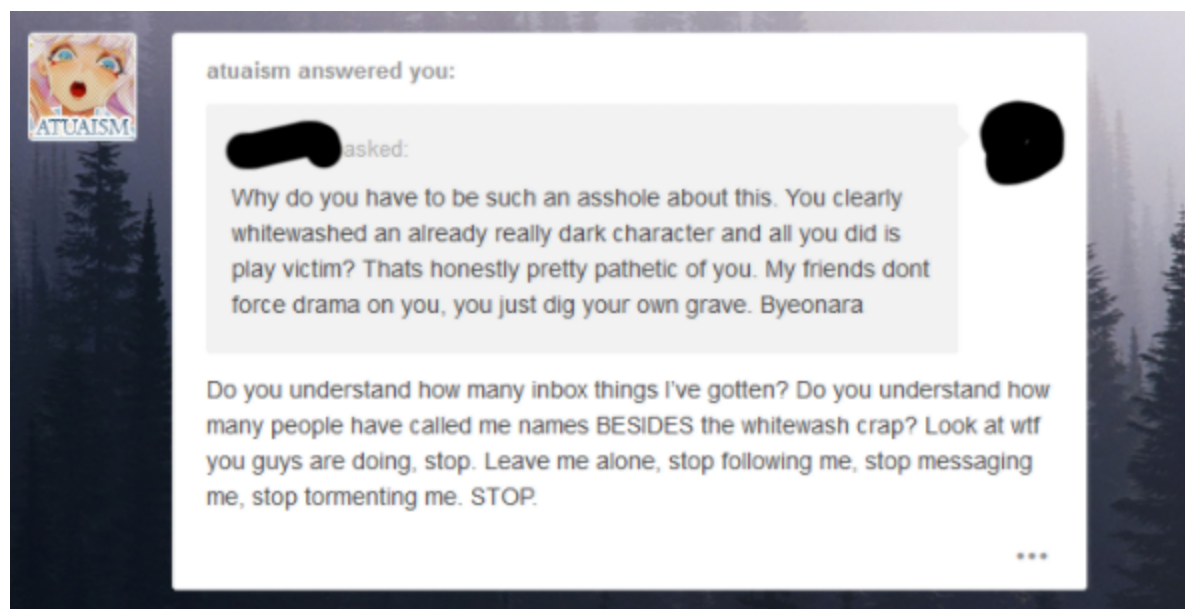 atuaism answered you:
ATUAISM
asked:
Why do you have to be such an asshole about this. You clearly
whitewashed an already really dark character and all you did is
play victim? Thats honestly pretty pathetic of you. My friends dont
force drama on you, you just dig your own grave. Byeonara
Do you understand how many inbox things I've gotten? Do you understand how
many people have called me names BESIDES the whitewash crap? Look at wtf
you guys are doing, stop. Leave me alone, stop following me, stop messaging
me, stop tormenting me. STOP.